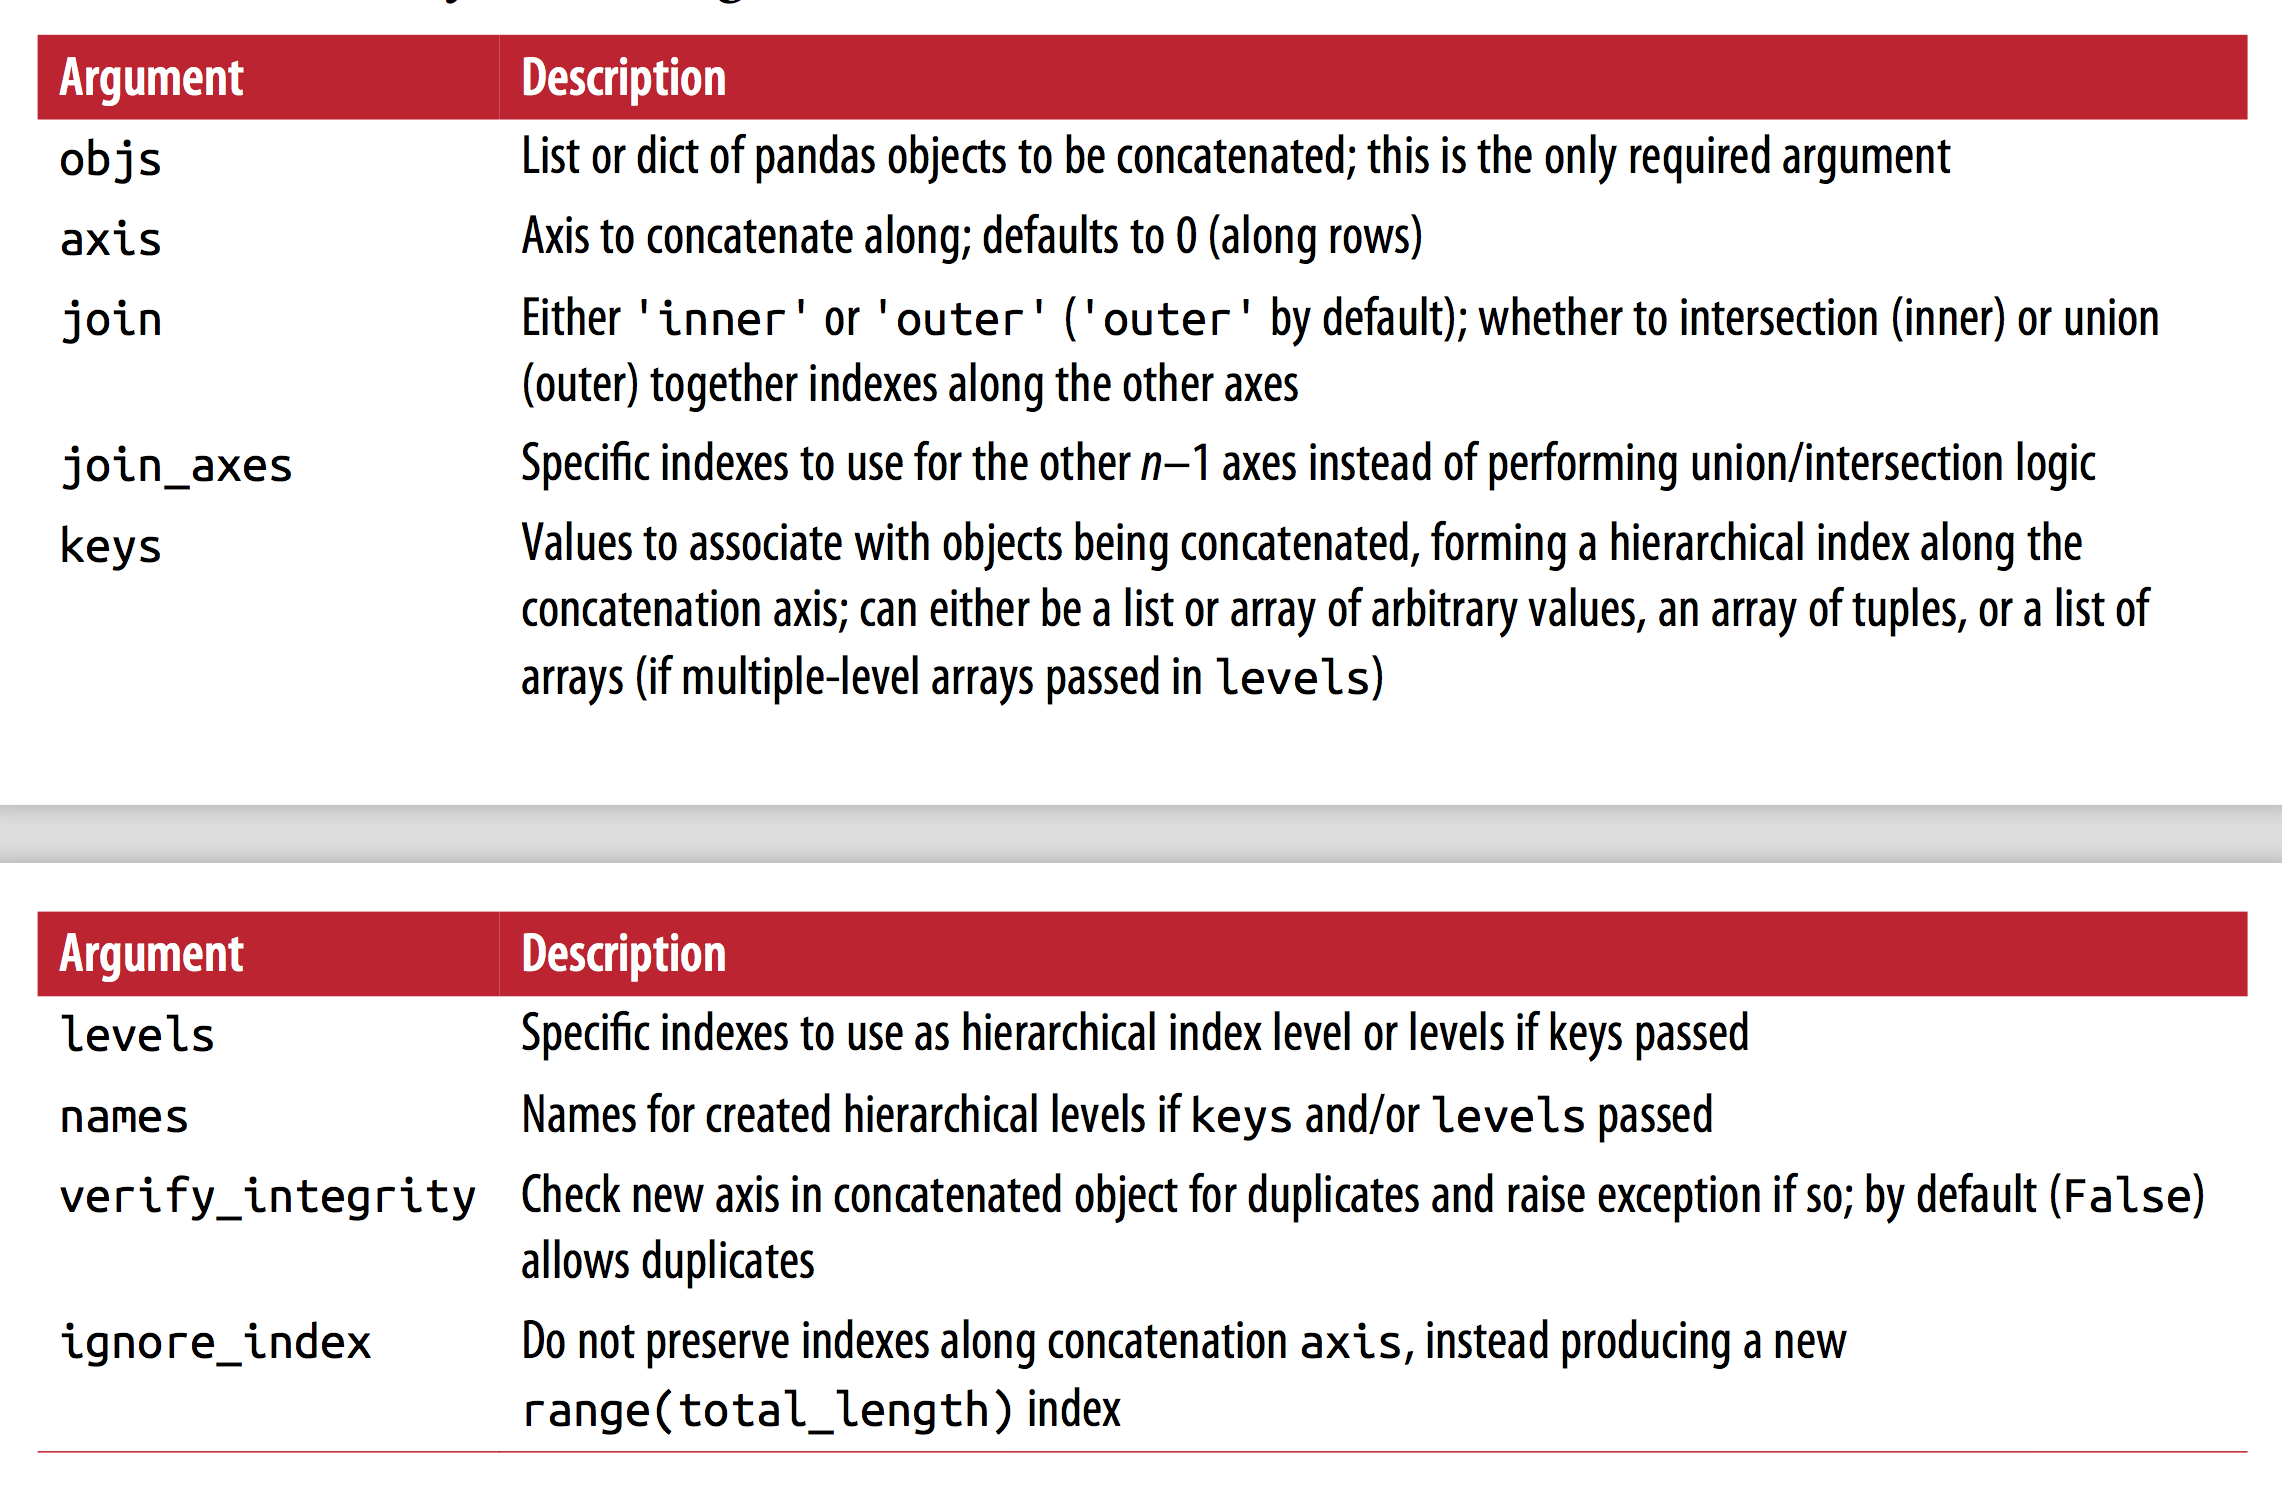 Argument Description
objs List or dict of pandas objects to be concatenated; this is the only required argument
axis Axis to concatenate along; defaults to 0 (along rows)
join Either 'inner' or 'outer' ('outer' by default); whether to intersection (inner) or union
(outer) together indexes along the other axes
join_axes Specific indexes to use for the other n–1 axes instead of performing union/intersection logic
keys Values to associate with objects being concatenated, forming a hierarchical index along the
concatenation axis; can either be a list or array of arbitrary values, an array of tuples, or a list of
arrays (if multiple-level arrays passed in levels)
Argument Description
levels Specific indexes to use as hierarchical index level or levels if keys passed
names Names for created hierarchical levels if keys and/or levels passed
verify_integrity Check new axis in concatenated object for duplicates and raise exception if so; by default (False)
allows duplicates
ignore_index Do not preserve indexes along concatenation axis, instead producing a new
range(total_length) index